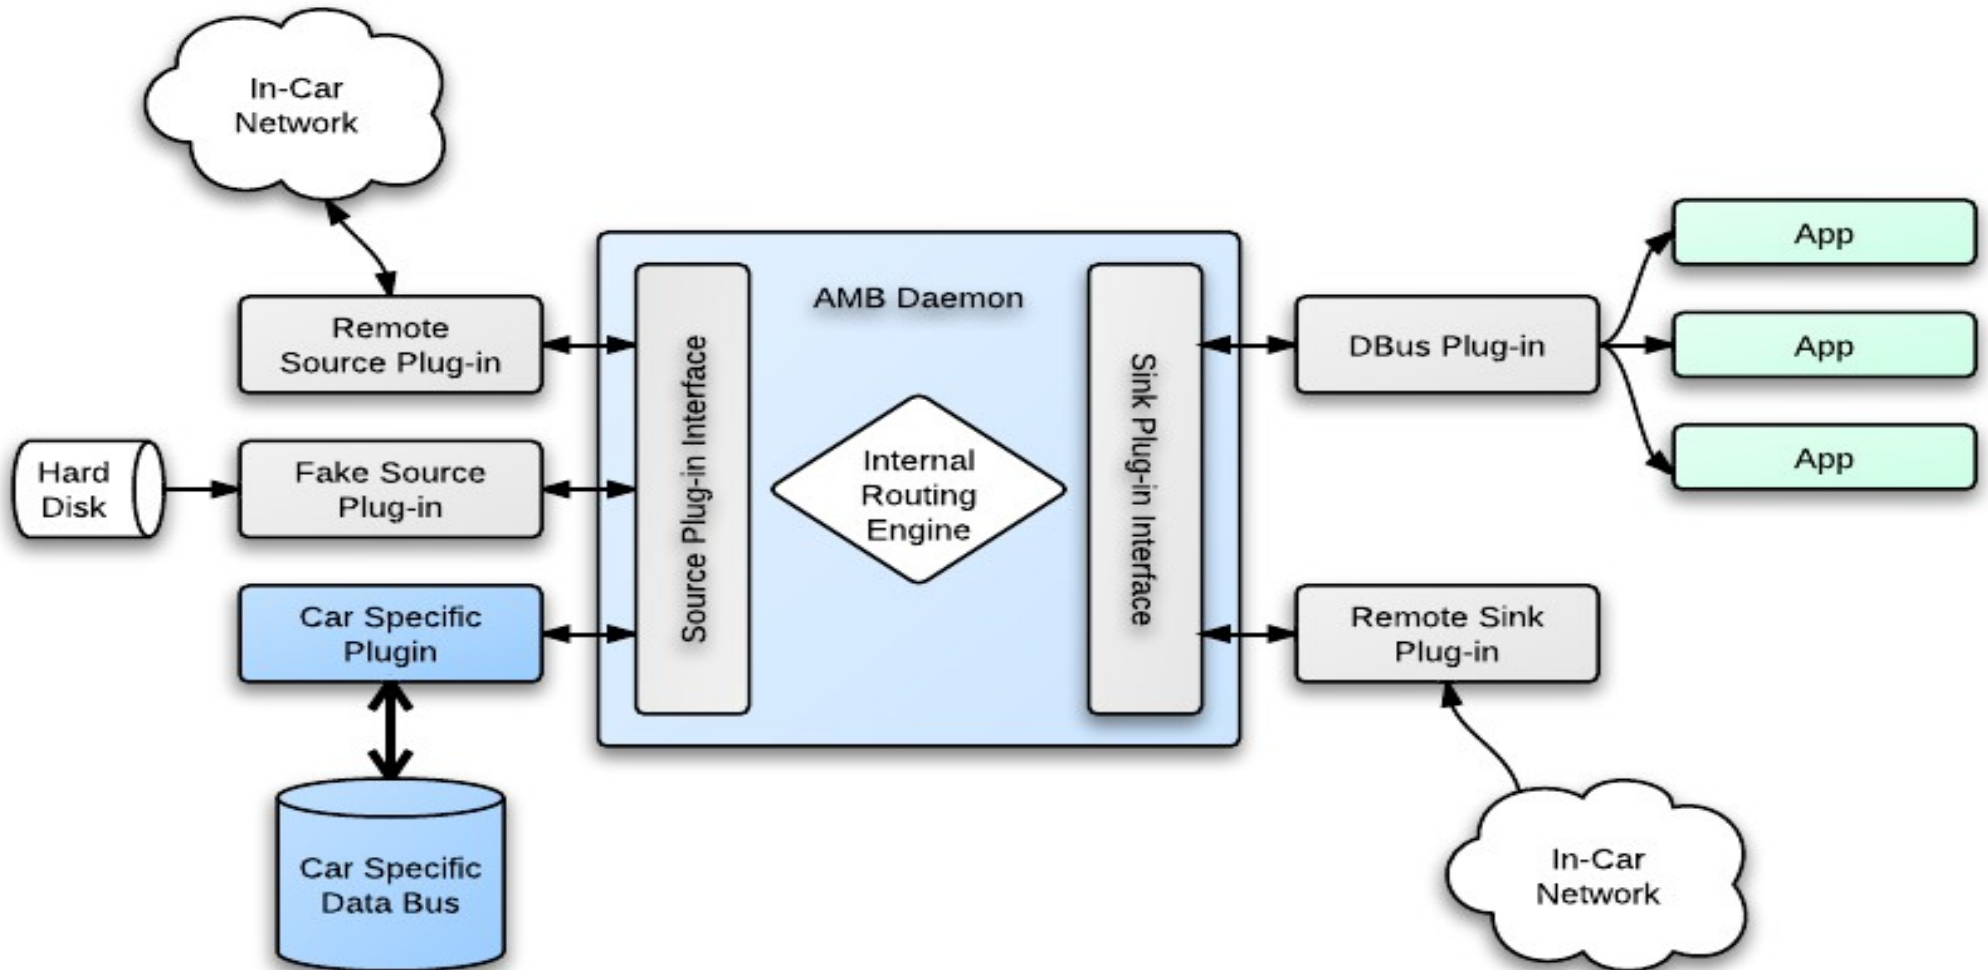 In-Car
Network
Remote
Source Plug-in
Hard
Disk
Fake Source
Plug-in
Car Specific
Plugin
Car Specific
Data Bus
Source Plug-in Interface
AMB Daemon
Internal
Routing
Engine
Sink Plug-in Interface
DBus Plug-in
App
App
App
Remote Sink
Plug-in
In-Car
Network